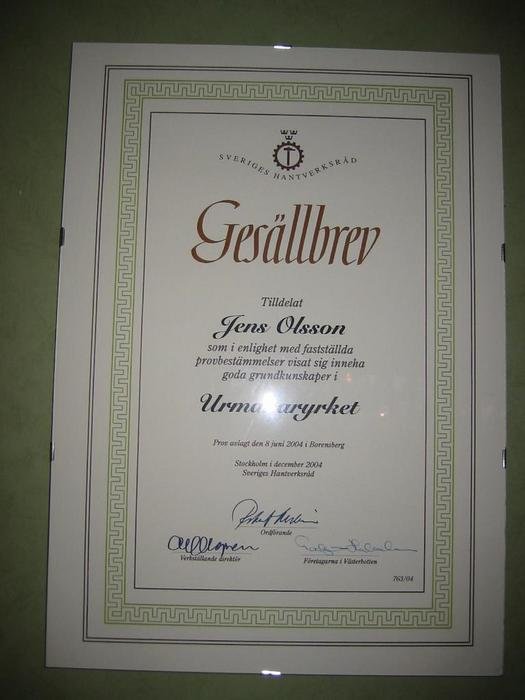 SVERIGES HANTVERKSRÅD
Gesällbrev
Tilldelat
Jens Olsson
som i enlighet med fastställda
provbestämmelser visat sig inneha
goda grundkunskaper i
Urmakaryrket
Prov avlagt den 8 juni 2004 i Borensberg
Stockholm i december 2004
Sveriges Hantverksråd
Ordförande
Verkställande direktör
Företagarna i Västerbotten
763/04